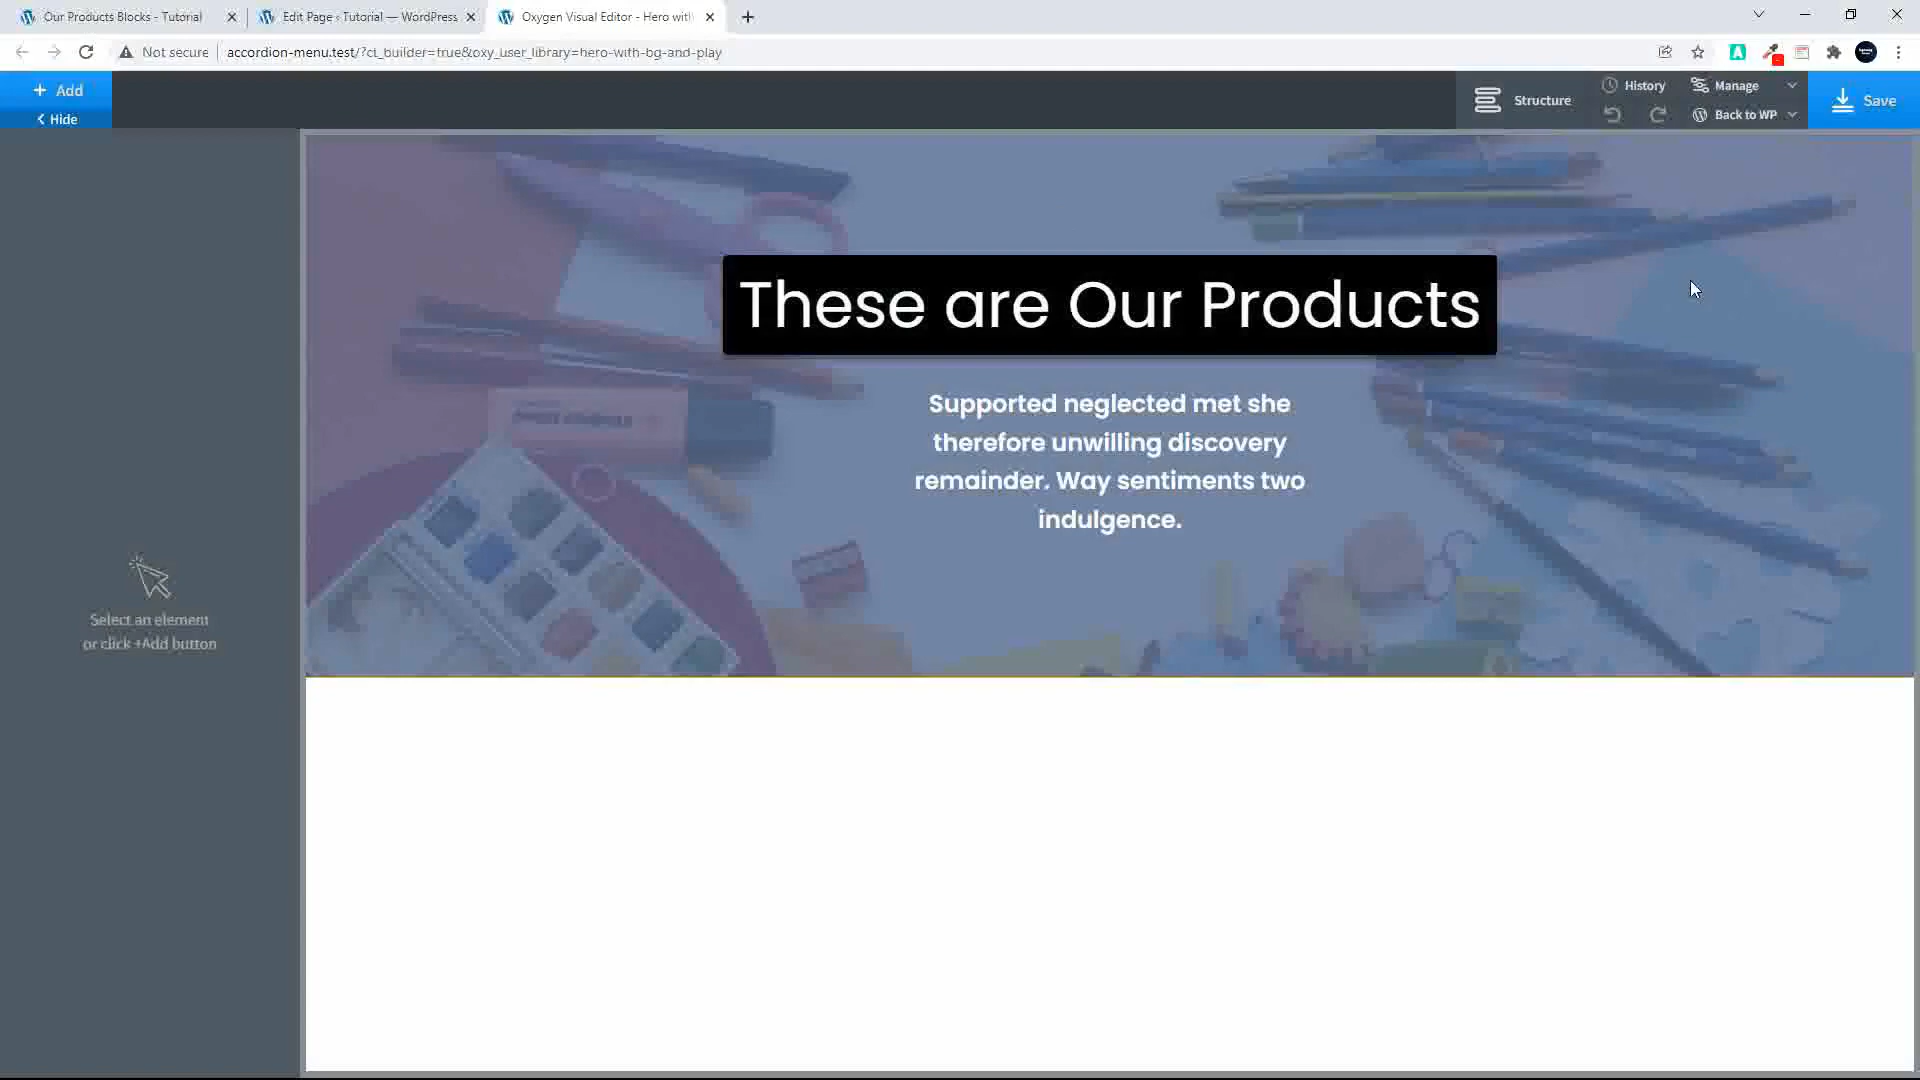 Our Products Blocks - Tutorial
Edit Page ‹ Tutorial — WordPress
Oxygen Visual Editor - Hero with
Not secure
accordion-menu.test/?ct_builder=true&oxy_user_library=hero-with-bg-and-play
+ Add
Hide
Structure
History
Manage
Back to WP
Save
These are Our Products
Supported neglected met she
therefore unwilling discovery
remainder. Way sentiments two
indulgence.
Select an element
or click +Add button